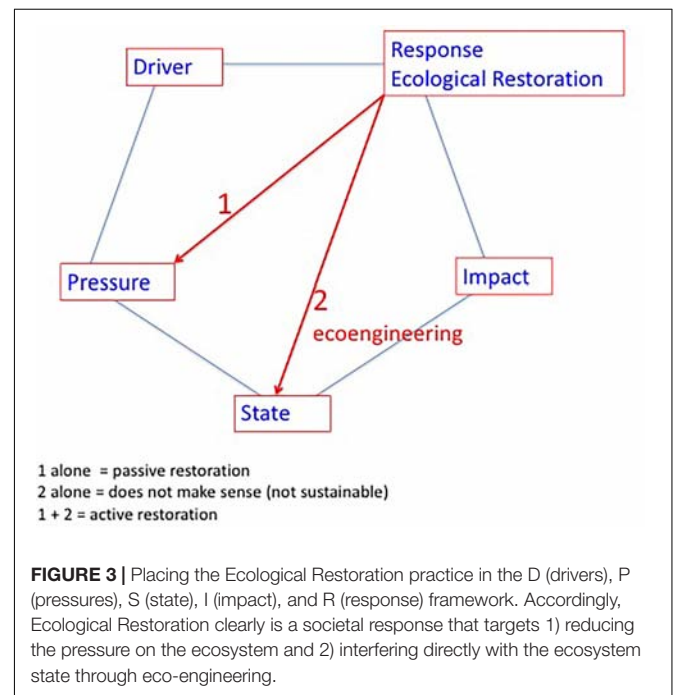 Driver
Response
Ecological Restoration
1
Pressure
Impact
2
ecoengineering
State
1 alone = passive restoration
2 alone = does not make sense (not sustainable)
1 + 2 = active restoration
FIGURE 3 | Placing the Ecological Restoration practice in the D (drivers), P
(pressures), S (state), I (impact), and R (response) framework. Accordingly,
Ecological Restoration clearly is a societal response that targets 1) reducing
the pressure on the ecosystem and 2) interfering directly with the ecosystem
state through eco-engineering.